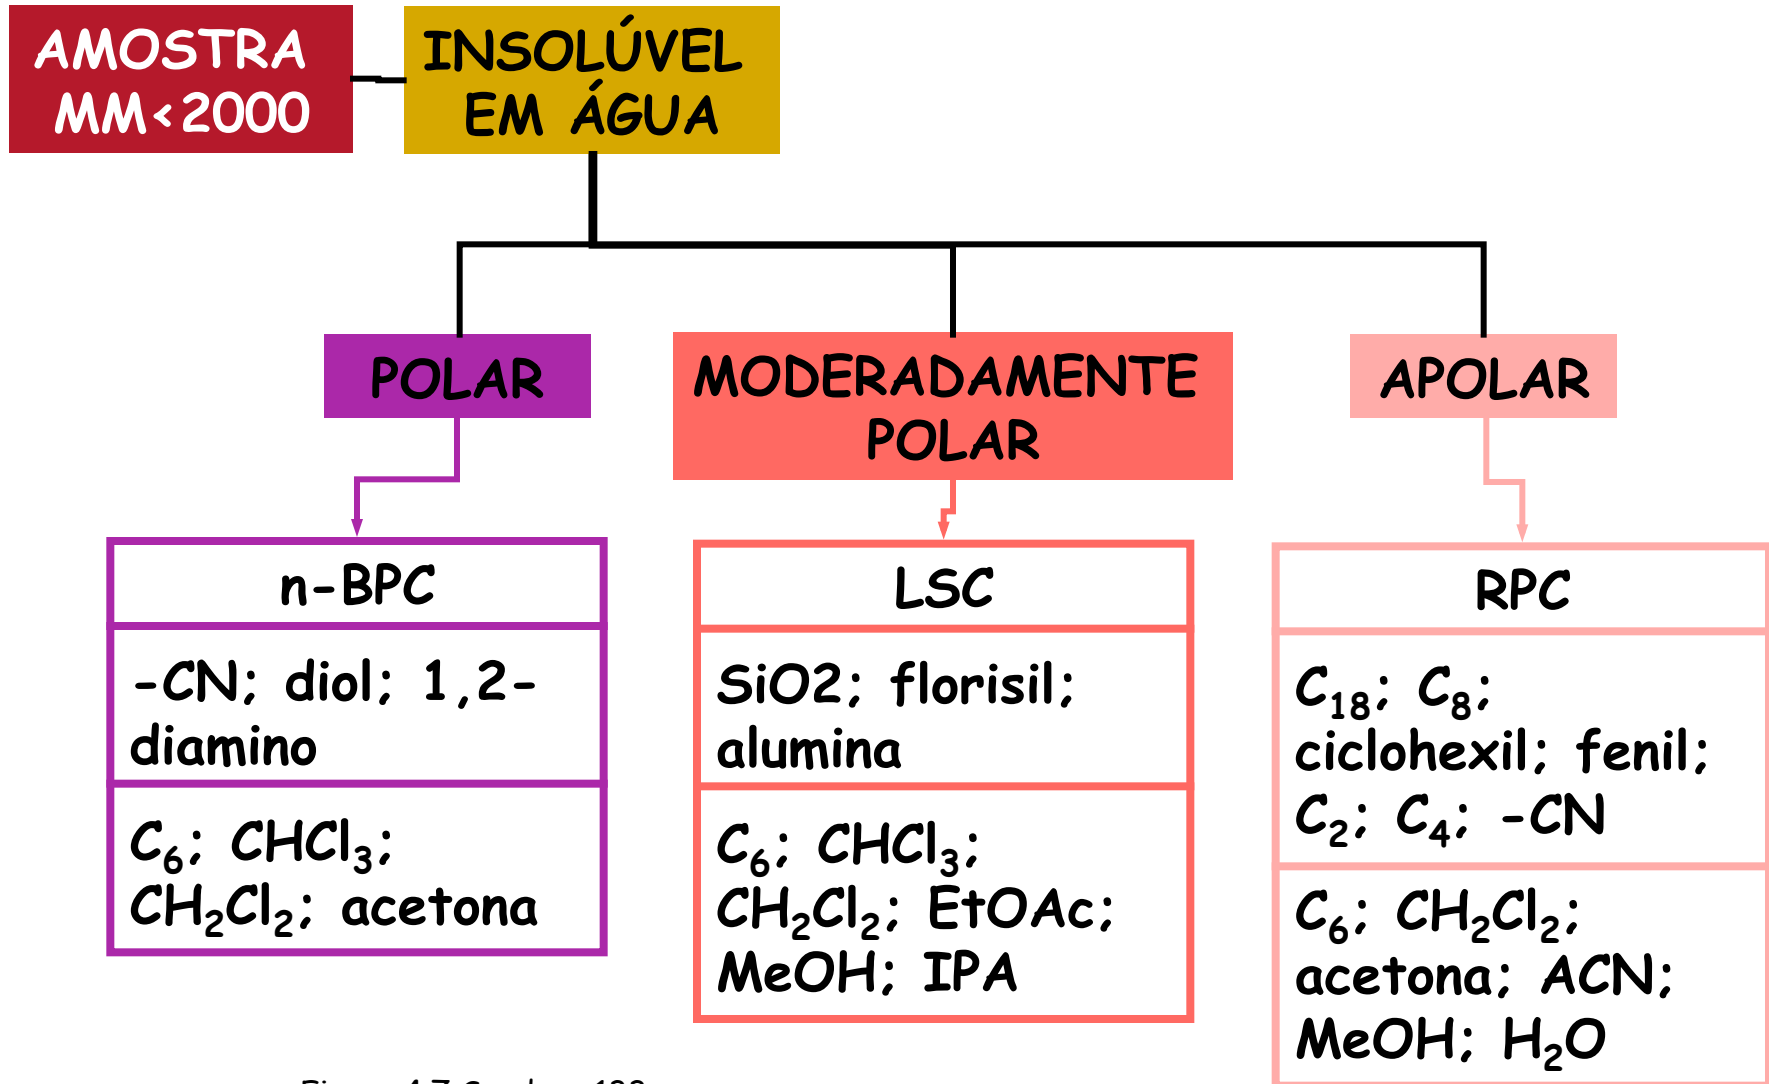 AMOSTRA
MM<2000
INSOLÚVEL
EM ÁGUA
POLAR
MODERADAMENTE
POLAR
APOLAR
n-BPC
-CN; diol; 1,2-
diamino
C₆; CHCl₃;
CH₂Cl₂; acetona
LSC
SiO2; florisil;
alumina
C₆; CHCl₃;
CH₂Cl₂; EtOAc;
MeOH; IPA
RPC
C₁₈; C₈;
ciclohexil; fenil;
C₂; C₄; -CN
C₆; CH₂Cl₂;
acetona; ACN;
MeOH; H₂O